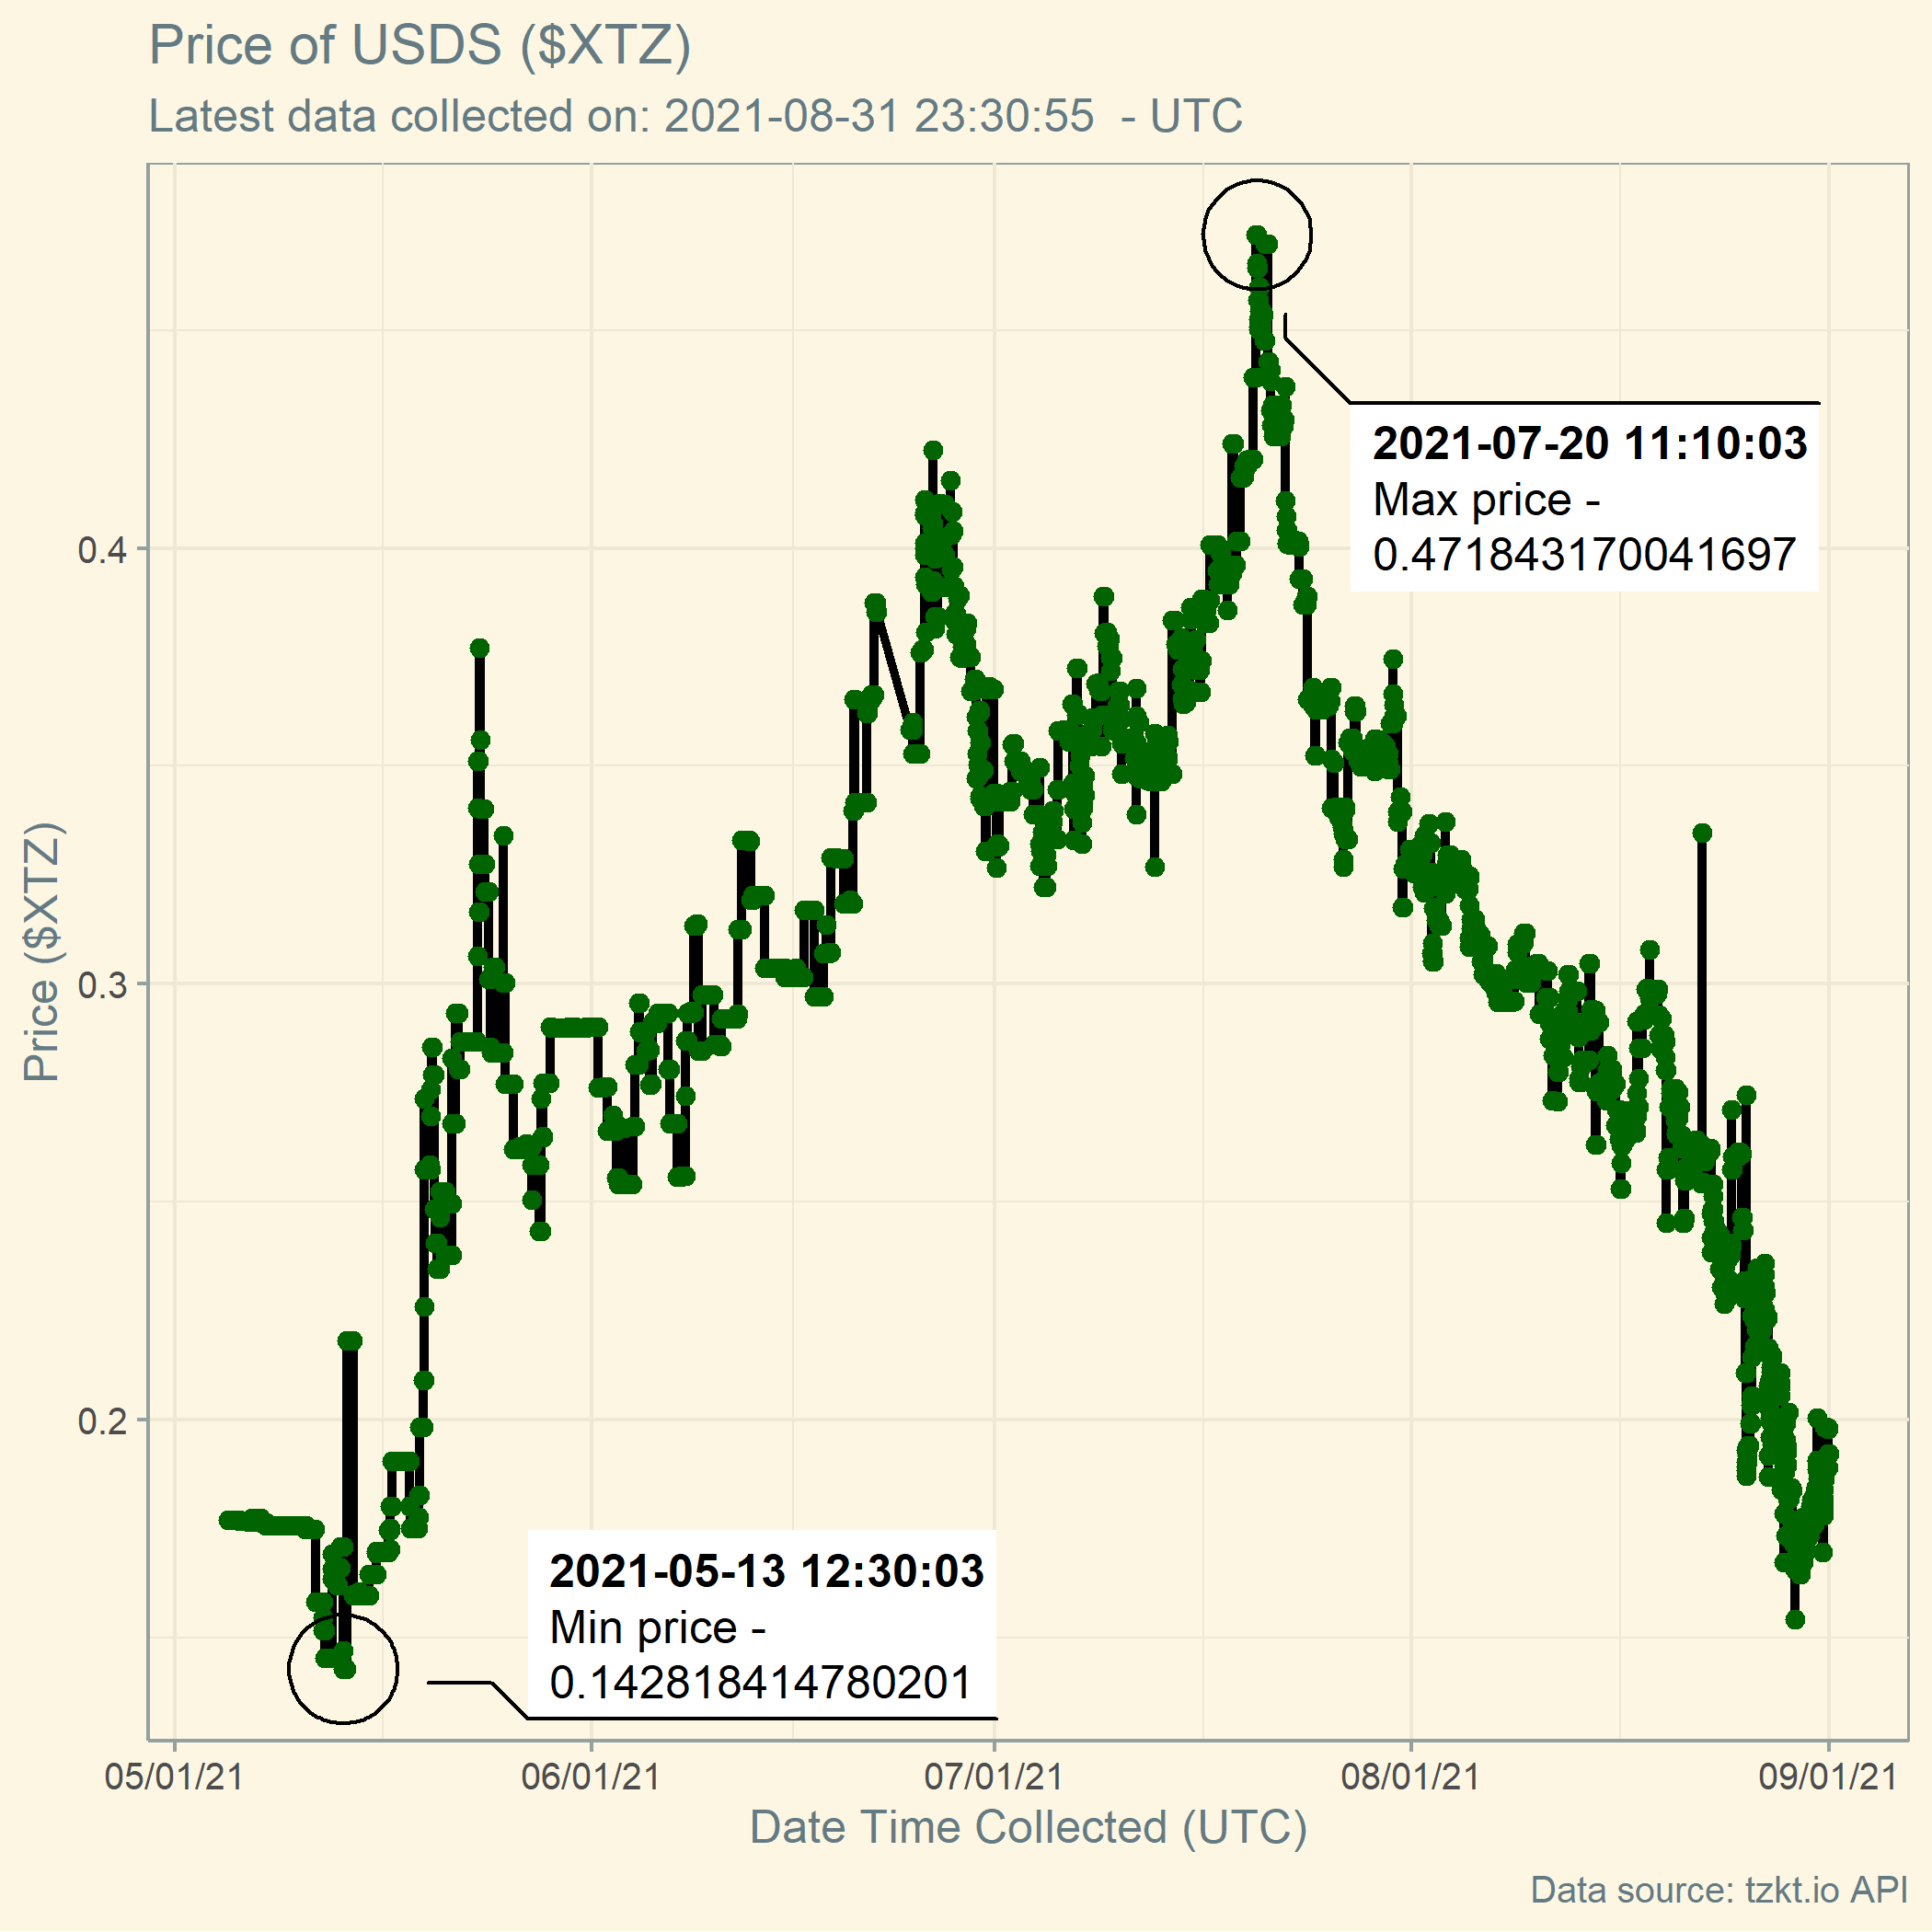 Price of USDS ($XTZ)
Latest data collected on: 2021-08-31 23:30:55  - UTC
2021-07-20 11:10:03
Max price -
0.471843170041697
0.4
0.3
0.2
Price ($XTZ)
2021-05-13 12:30:03
Min price -
0.142818414780201
05/01/21
06/01/21
07/01/21
08/01/21
09/01/21
Date Time Collected (UTC)
Data source: tzkt.io API